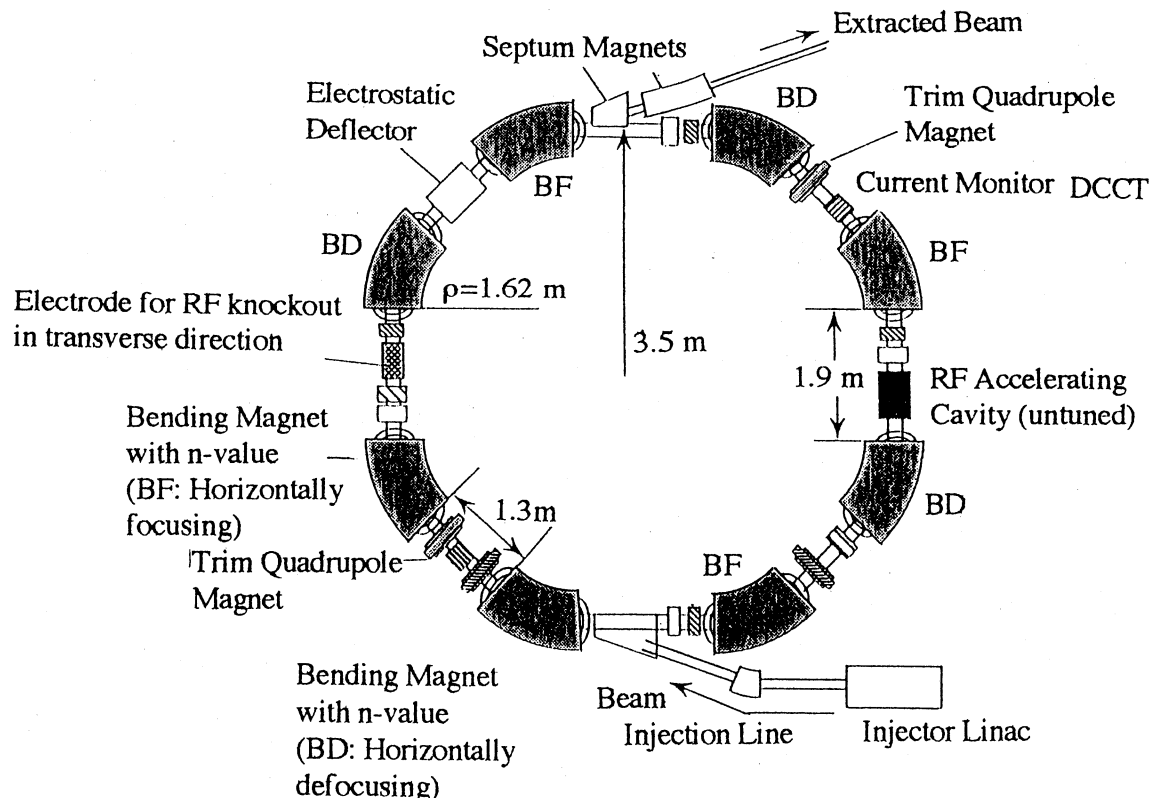 Extracted Beam
Septum Magnets
Electrostatic
Deflector
BD
Trim Quadrupole
Magnet
BF
Current Monitor DCCT
BD
BF
ρ=1.62 m
Electrode for RF knockout
in transverse direction
3.5 m
1.9 m
RF Accelerating
Cavity (untuned)
Bending Magnet
with n-value
(BF: Horizontally
focusing)
1.3m
BD
Trim Quadrupole
Magnet
BF
Bending Magnet
with n-value
(BD: Horizontally
defocusing)
Beam
Injection Line
Injector Linac